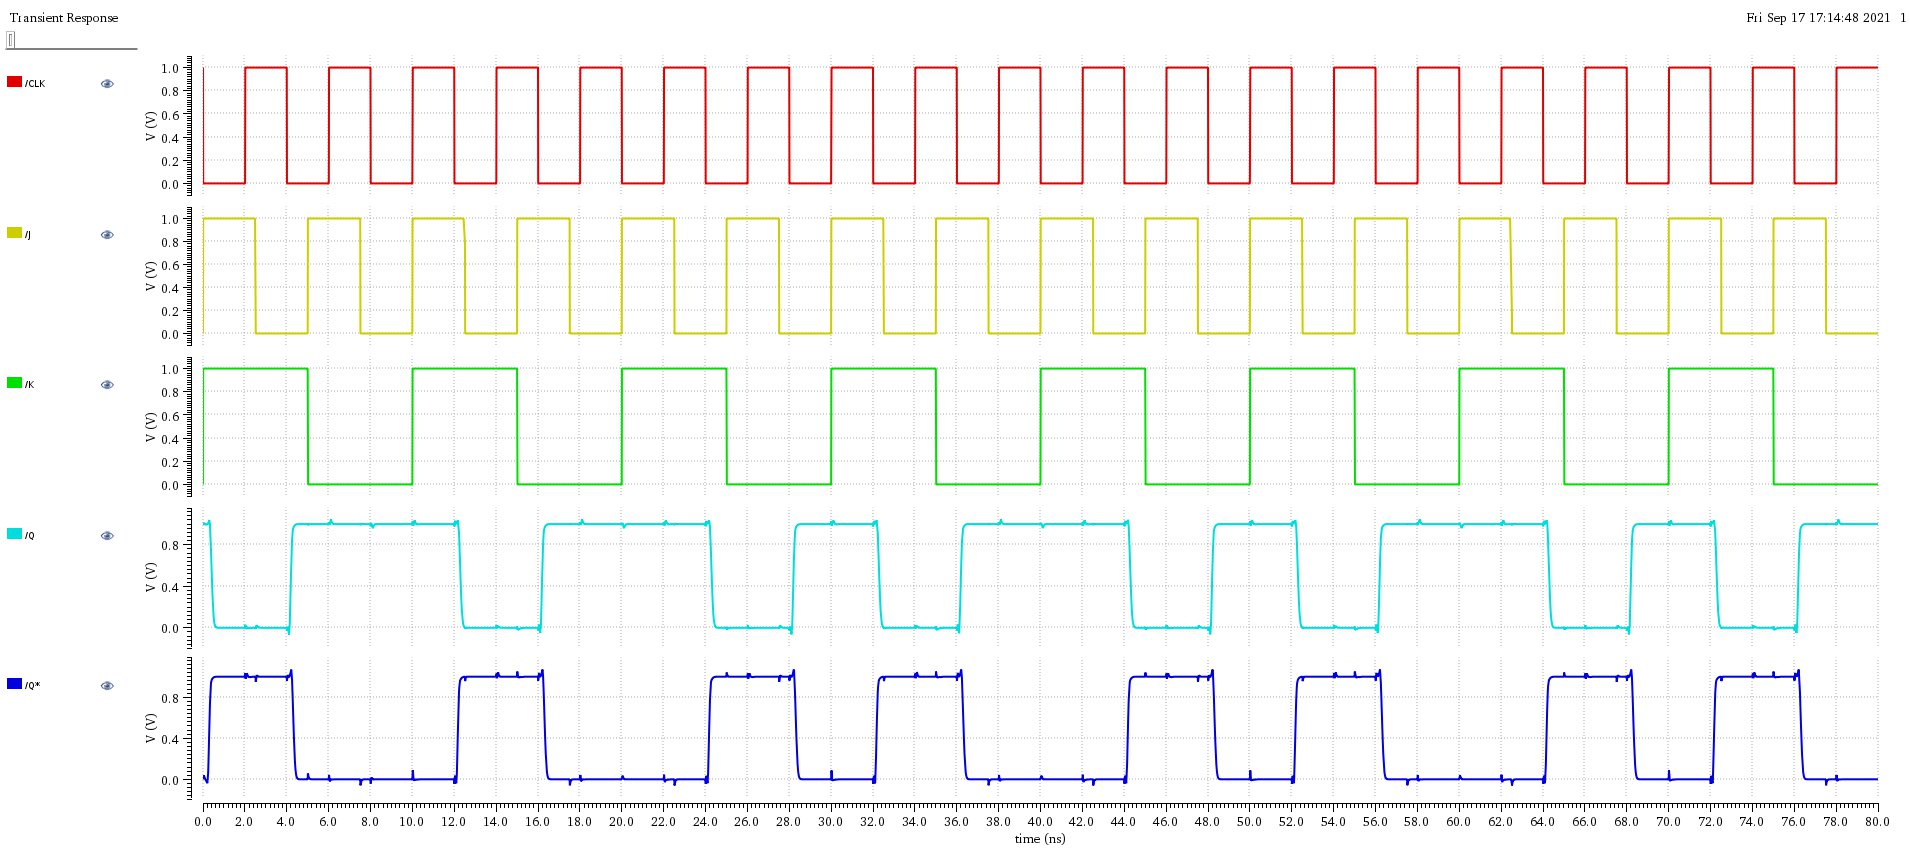 Transient Response
Fri Sep 17 17:14:48 2021 1
/CLK
V (V)
1.0
0.8
0.6
0.4
0.2
0.0
/J
V (V)
1.0
0.8
0.6
0.4
0.2
0.0
/K
V (V)
1.0
0.8
0.6
0.4
0.2
0.0
/Q
V (V)
0.8
0.4
0.0
/Q*
V (V)
0.8
0.4
0.0
0.0 2.0 4.0 6.0 8.0 10.0 12.0 14.0 16.0 18.0 20.0 22.0 24.0 26.0 28.0 30.0 32.0 34.0 36.0 38.0 40.0 42.0 44.0 46.0 48.0 50.0 52.0 54.0 56.0 58.0 60.0 62.0 64.0 66.0 68.0 70.0 72.0 74.0 76.0 78.0 80.0
time (ns)